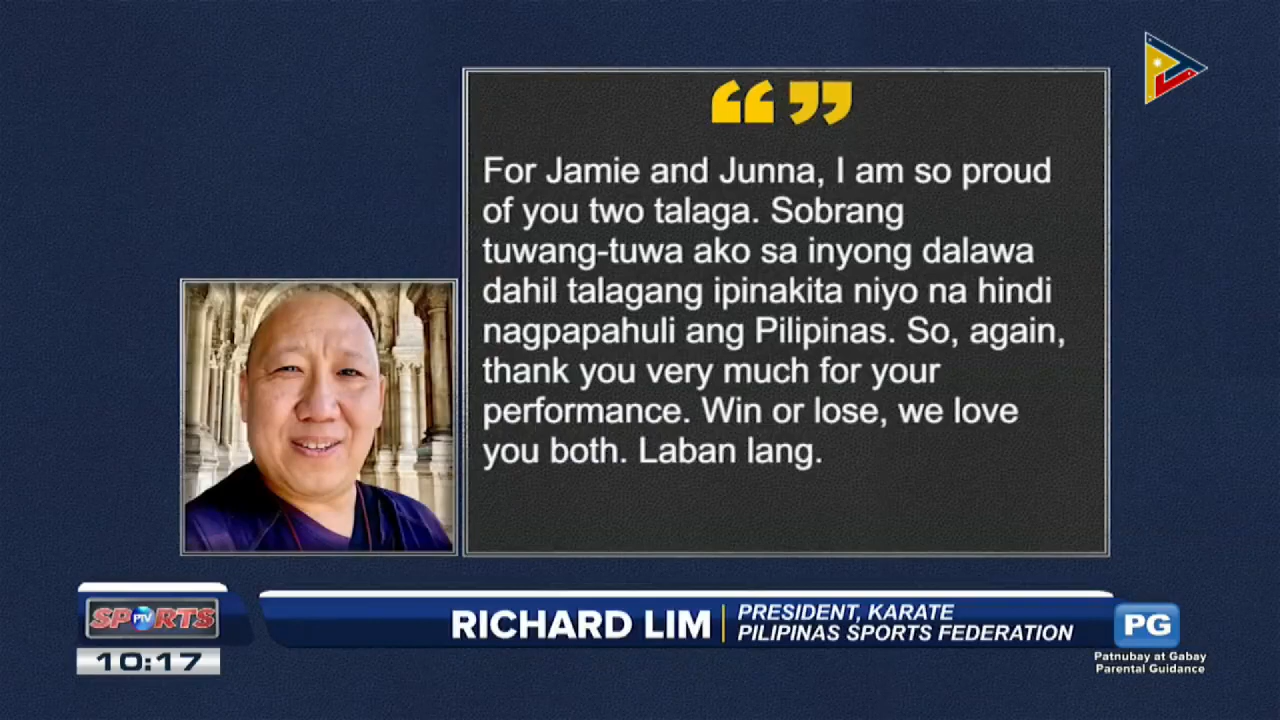 For Jamie and Junna, I am so proud
of you two talaga. Sobrang
tuwang-tuwa ako sa inyong dalawa
dahil talagang ipinakita niyo na hindi
nagpapahuli ang Pilipinas. So, again,
thank you very much for your
performance. Win or lose, we love
you both. Laban lang.
RICHARD LIM
PRESIDENT, KARATE
PILIPINAS SPORTS FEDERATION
SPORTS
PTV
10:17
PG
Patnubay at Gabay
Parental Guidance